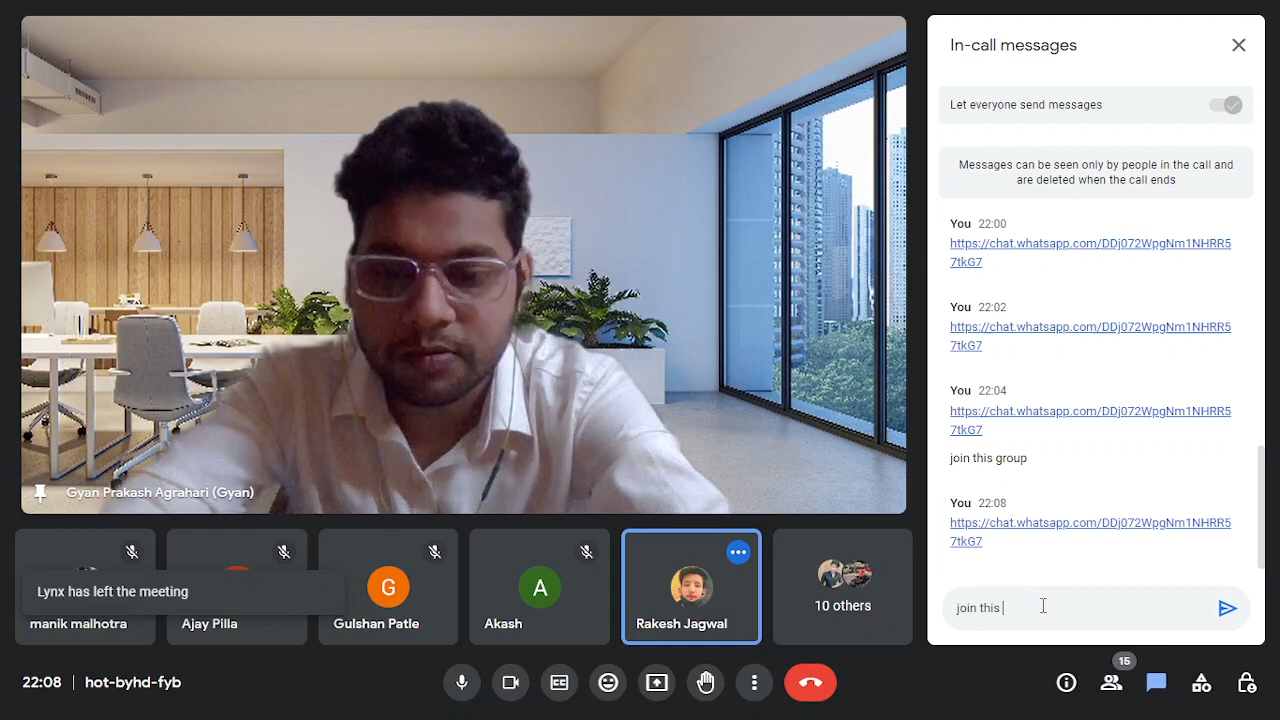 In-call messages
Let everyone send messages
Messages can be seen only by people in the call and
are deleted when the call ends
You 22:00
https://chat.whatsapp.com/DDj072WpgNm1NHRR5
7tkG7
You 22:02
https://chat.whatsapp.com/DDj072WpgNm1NHRR5
7tkG7
You 22:04
https://chat.whatsapp.com/DDj072WpgNm1NHRR5
7tkG7
join this group
You 22:08
https://chat.whatsapp.com/DDj072WpgNm1NHRR5
7tkG7
join this
Gyan Prakash Agrahari (Gyan)
Lynx has left the meeting
manik malhotra
Ajay Pilla
G
Gulshan Patle
A
Akash
Rakesh Jagwal
10 others
22:08 | hot-byhd-fyb
CC
15